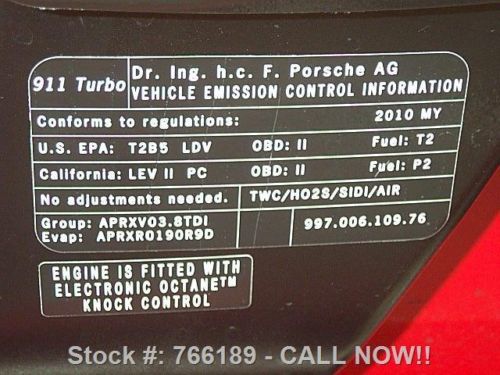 911 Turbo Dr. Ing. h.c. F. Porsche AG
VEHICLE EMISSION CONTROL INFORMATION
Conforms to regulations: 2010 MY
U.S. EPA: T2B5 LDV OBD: II Fuel: T2
California: LEV II PC OBD: II Fuel: P2
No adjustments needed. TWC/HO2S/SIDI/AIR
Group: APRXV03.8TDI
Evap: APRXR0190R9D 997.006.109.76
ENGINE IS FITTED WITH
ELECTRONIC OCTANE™
KNOCK CONTROL
Stock #: 766189 - CALL NOW!!